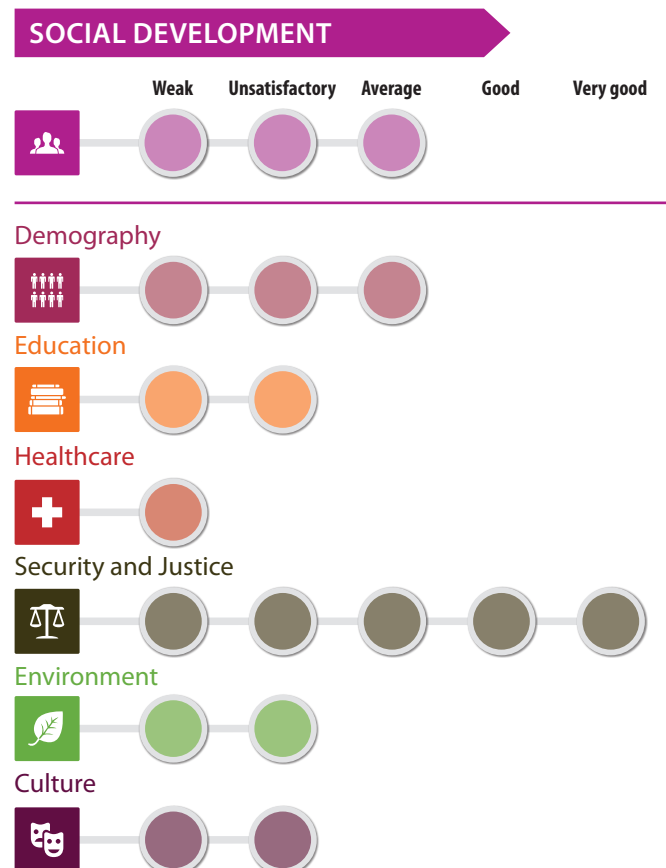 SOCIAL DEVELOPMENT
Weak Unsatisfactory Average Good Very good
Demography
Education
Healthcare
Security and Justice
Environment
Culture